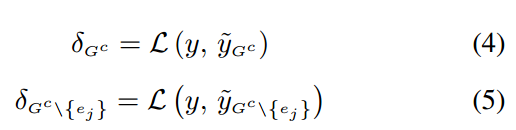 δ_{G^c} = ℒ (y, ỹ_{G^c}) (4)
δ_{G^c \ {e_j}} = ℒ (y, ỹ_{G^c \ {e_j}}) (5)